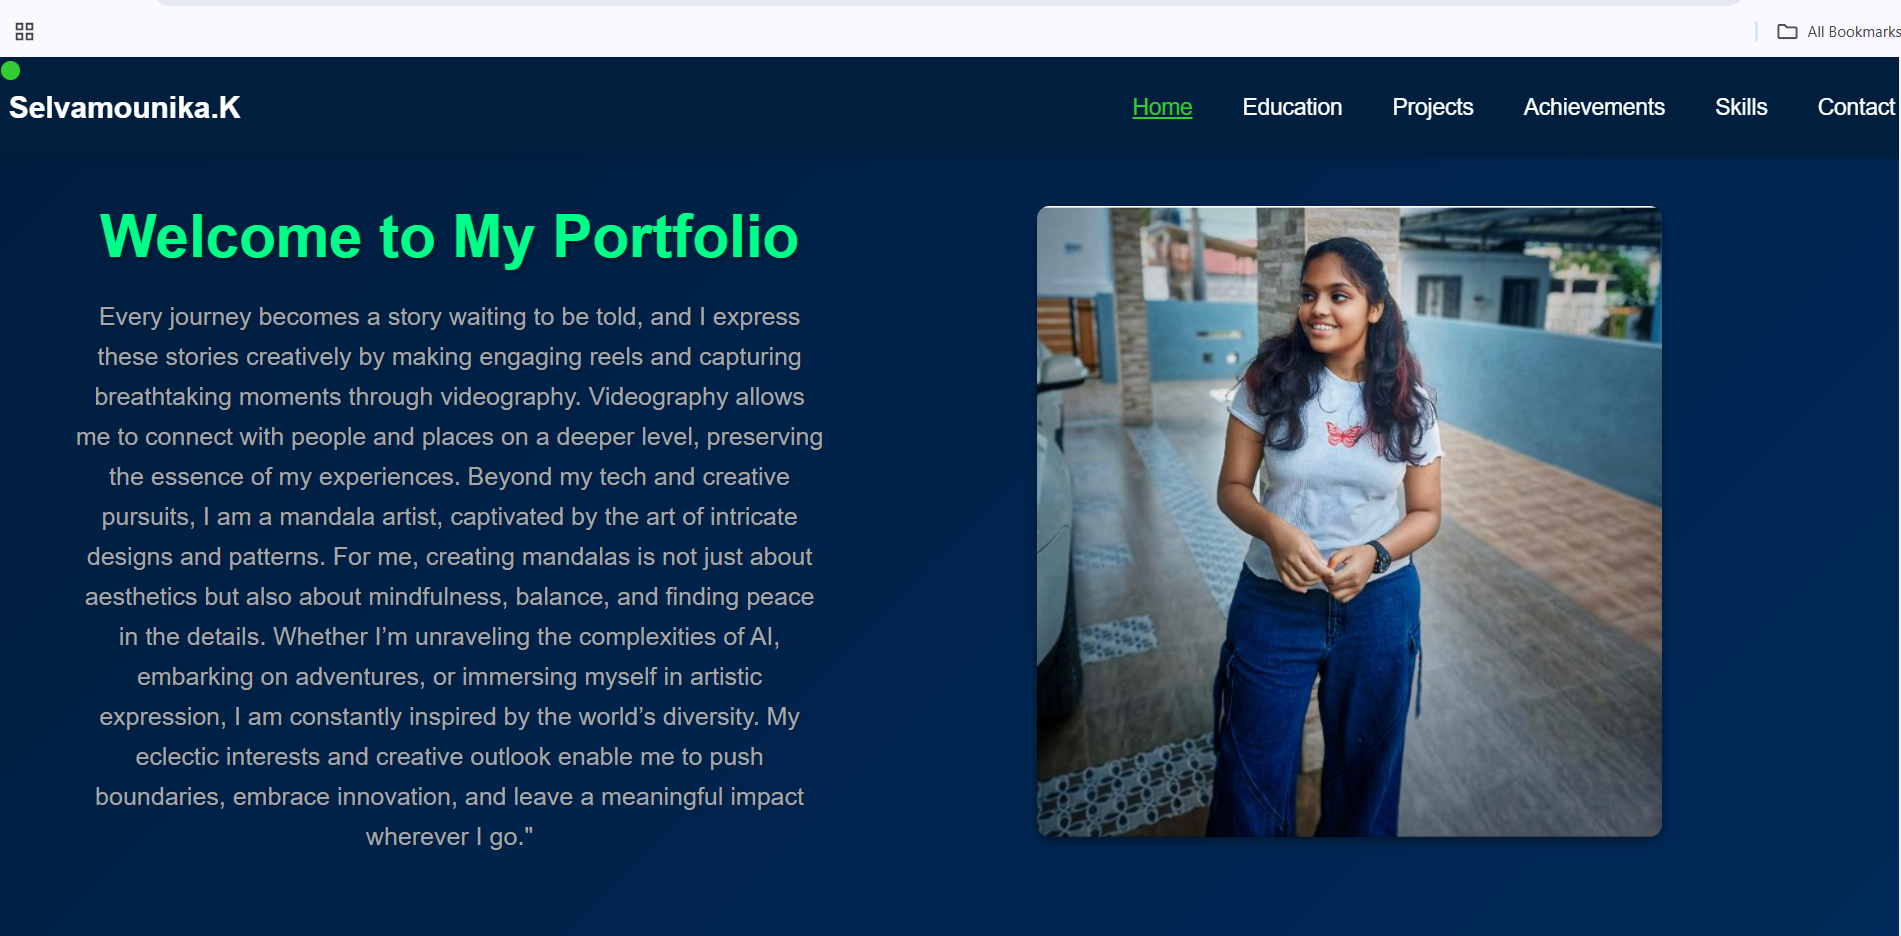 All Bookmarks
Selvamounika.K
Home Education Projects Achievements Skills Contact
Welcome to My Portfolio
Every journey becomes a story waiting to be told, and I express
these stories creatively by making engaging reels and capturing
breathtaking moments through videography. Videography allows
me to connect with people and places on a deeper level, preserving
the essence of my experiences. Beyond my tech and creative
pursuits, I am a mandala artist, captivated by the art of intricate
designs and patterns. For me, creating mandalas is not just about
aesthetics but also about mindfulness, balance, and finding peace
in the details. Whether I’m unraveling the complexities of AI,
embarking on adventures, or immersing myself in artistic
expression, I am constantly inspired by the world’s diversity. My
eclectic interests and creative outlook enable me to push
boundaries, embrace innovation, and leave a meaningful impact
wherever I go."